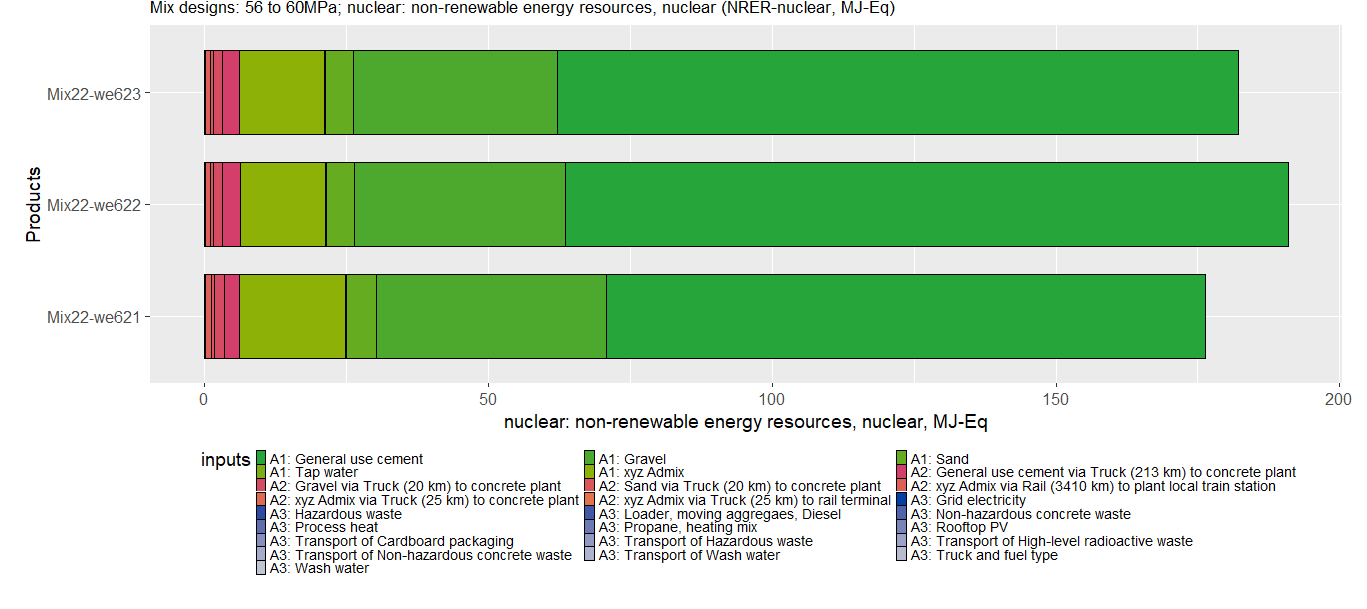 Mix designs: 56 to 60MPa; nuclear: non-renewable energy resources, nuclear (NRER-nuclear, MJ-Eq)
Products
Mix22-we623
Mix22-we622
Mix22-we621
0 50 100 150 200
nuclear: non-renewable energy resources, nuclear, MJ-Eq
inputs
A1: General use cement A1: Gravel A1: Sand
A1: Tap water A1: xyz Admix A2: General use cement via Truck (213 km) to concrete plant
A2: Gravel via Truck (20 km) to concrete plant A2: Sand via Truck (20 km) to concrete plant A2: xyz Admix via Rail (3410 km) to plant local train station
A2: xyz Admix via Truck (25 km) to concrete plant A2: xyz Admix via Truck (25 km) to rail terminal A3: Grid electricity
A3: Hazardous waste A3: Loader, moving aggregaes, Diesel A3: Non-hazardous concrete waste
A3: Process heat A3: Propane, heating mix A3: Rooftop PV
A3: Transport of Cardboard packaging A3: Transport of Hazardous waste A3: Transport of High-level radioactive waste
A3: Transport of Non-hazardous concrete waste A3: Transport of Wash water A3: Truck and fuel type
A3: Wash water